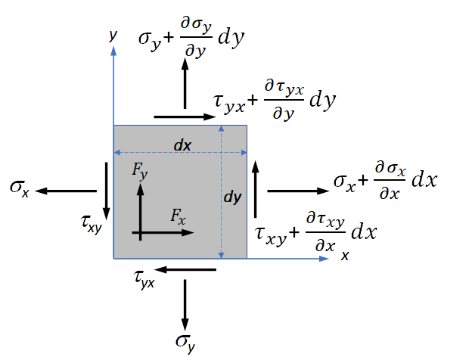 y
σ_y + ∂σ_y/∂y dy
τ_yx + ∂τ_yx/∂y dy
dx
F_y
σ_x
dy
σ_x + ∂σ_x/∂x dx
τ_xy
F_x
τ_xy + ∂τ_xy/∂x dx
x
τ_yx
σ_y